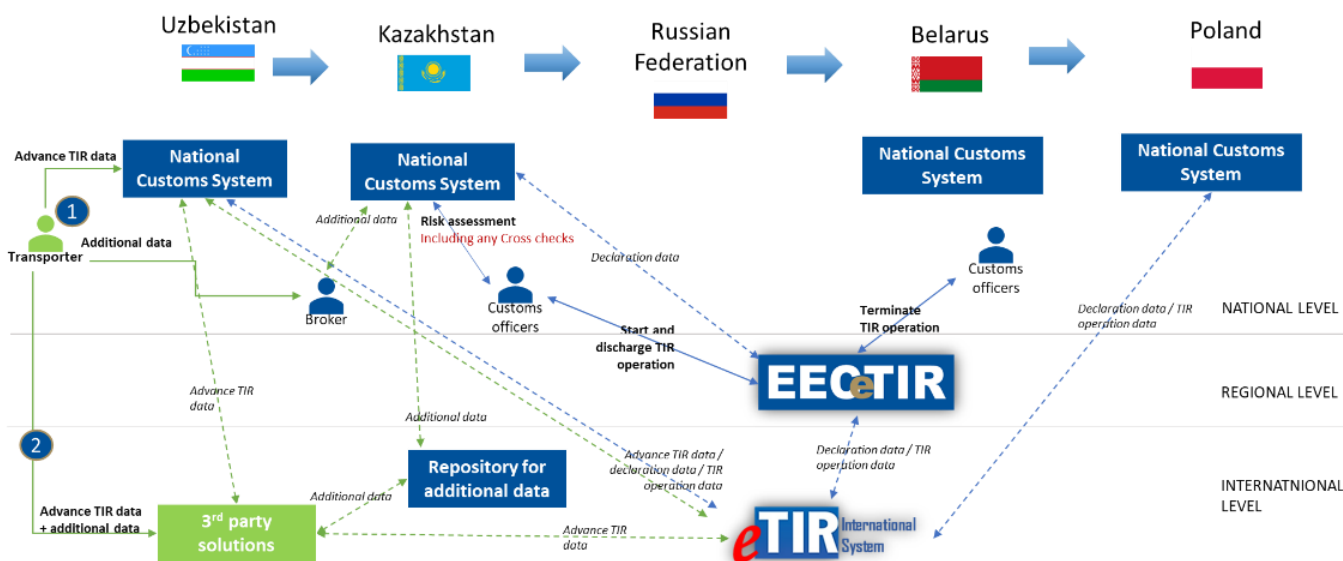 Uzbekistan
Kazakhstan
Russian
Federation
Belarus
Poland
Advance TIR data
National
Customs System
National
Customs System
National Customs
System
National Customs
System
1
Transporter
Additional data
Additional data
Risk assessment
Including any Cross checks
Declaration data
Broker
Customs
officers
Customs
officers
Start and
discharge TIR
operation
Terminate
TIR operation
Declaration data / TIR
operation data
NATIONAL LEVEL
EECeTIR
REGIONAL LEVEL
Advance TIR
data
Additional data
2
Advance TIR data /
declaration data / TIR
operation data
Declaration data / TIR
operation data
INTERNATNIONAL
LEVEL
Repository for
additional data
Additional data
Advance TIR data
+ additional data
3rd party
solutions
Advance TIR
data
eTIR International
System